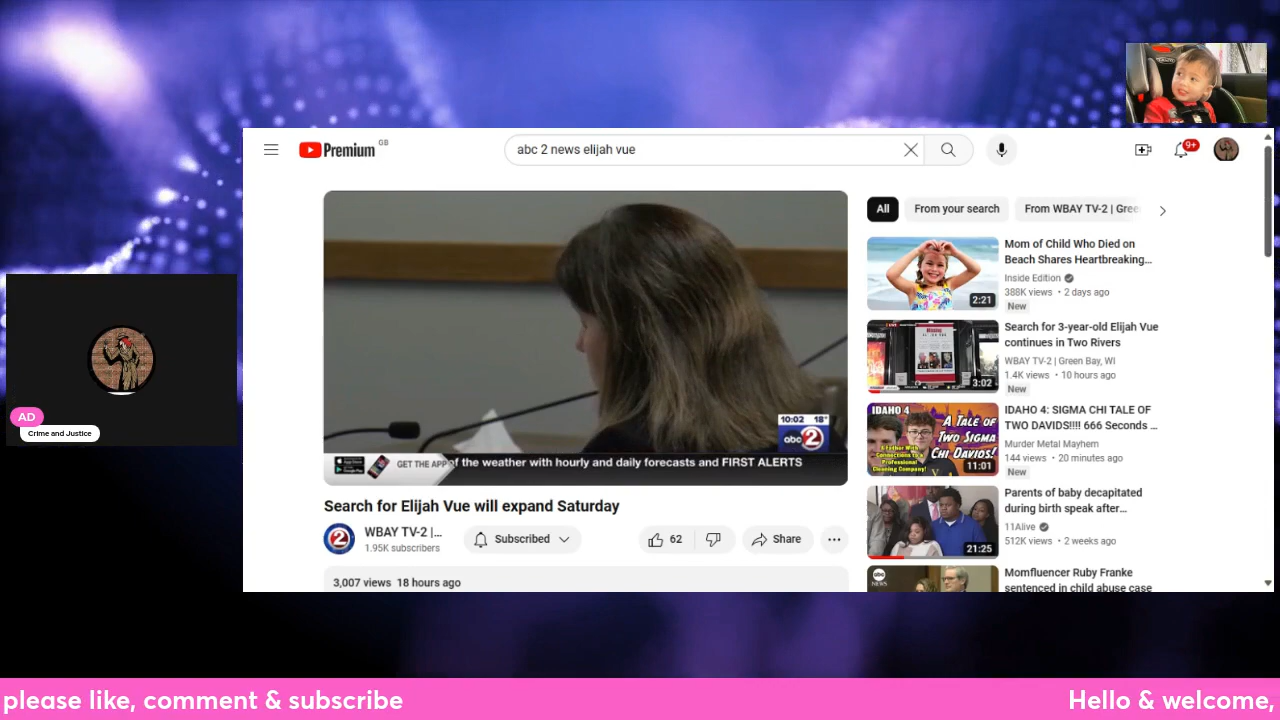 Premium GB
abc 2 news elijah vue
9+
All
From your search
From WBAY TV-2 | Gree
10:02 18°
abc 2
GET THE APP
of the weather with hourly and daily forecasts and FIRST ALERTS
Search for Elijah Vue will expand Saturday
2
WBAY TV-2 |...
1.95K subscribers
Subscribed
62
Share
3,007 views 18 hours ago
2:21
Mom of Child Who Died on
Beach Shares Heartbreaking...
Inside Edition
388K views • 2 days ago
New
3:02
Search for 3-year-old Elijah Vue
continues in Two Rivers
WBAY TV-2 | Green Bay, WI
1.4K views • 10 hours ago
New
IDAHO 4
A TALE OF
TWO SIGMA
CHI DAVIDS!
11:01
IDAHO 4: SIGMA CHI TALE OF
TWO DAVIDS!!!! 666 Seconds ...
Murder Metal Mayhem
144 views • 20 minutes ago
New
21:25
Parents of baby decapitated
during birth speak after...
11Alive
512K views • 2 weeks ago
abc
NEWS
Momfluencer Ruby Franke
sentenced in child abuse case
AD
Crime and Justice
please like, comment & subscribe
Hello & welcome,